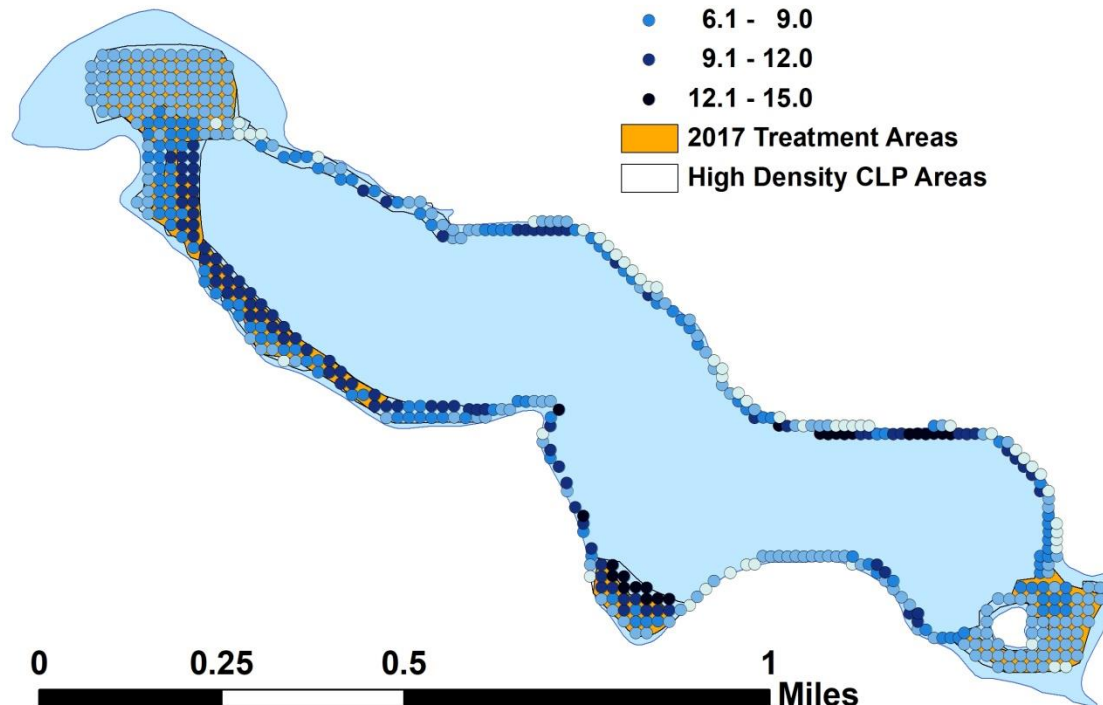 6.1 - 9.0
9.1 - 12.0
12.1 - 15.0
2017 Treatment Areas
High Density CLP Areas
0 0.25 0.5 1
Miles